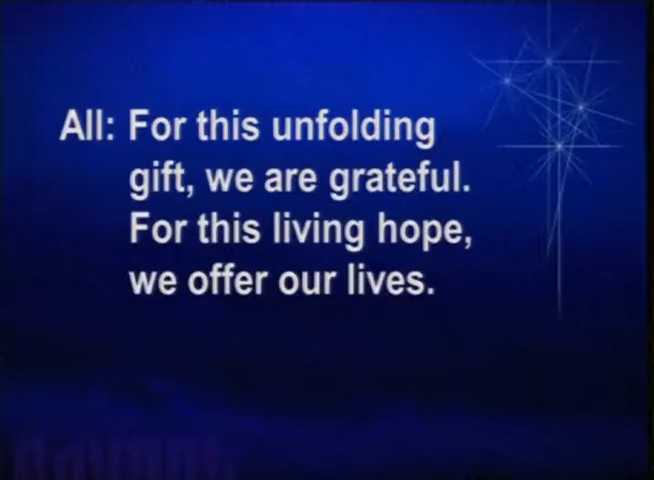 All: For this unfolding
gift, we are grateful.
For this living hope,
we offer our lives.